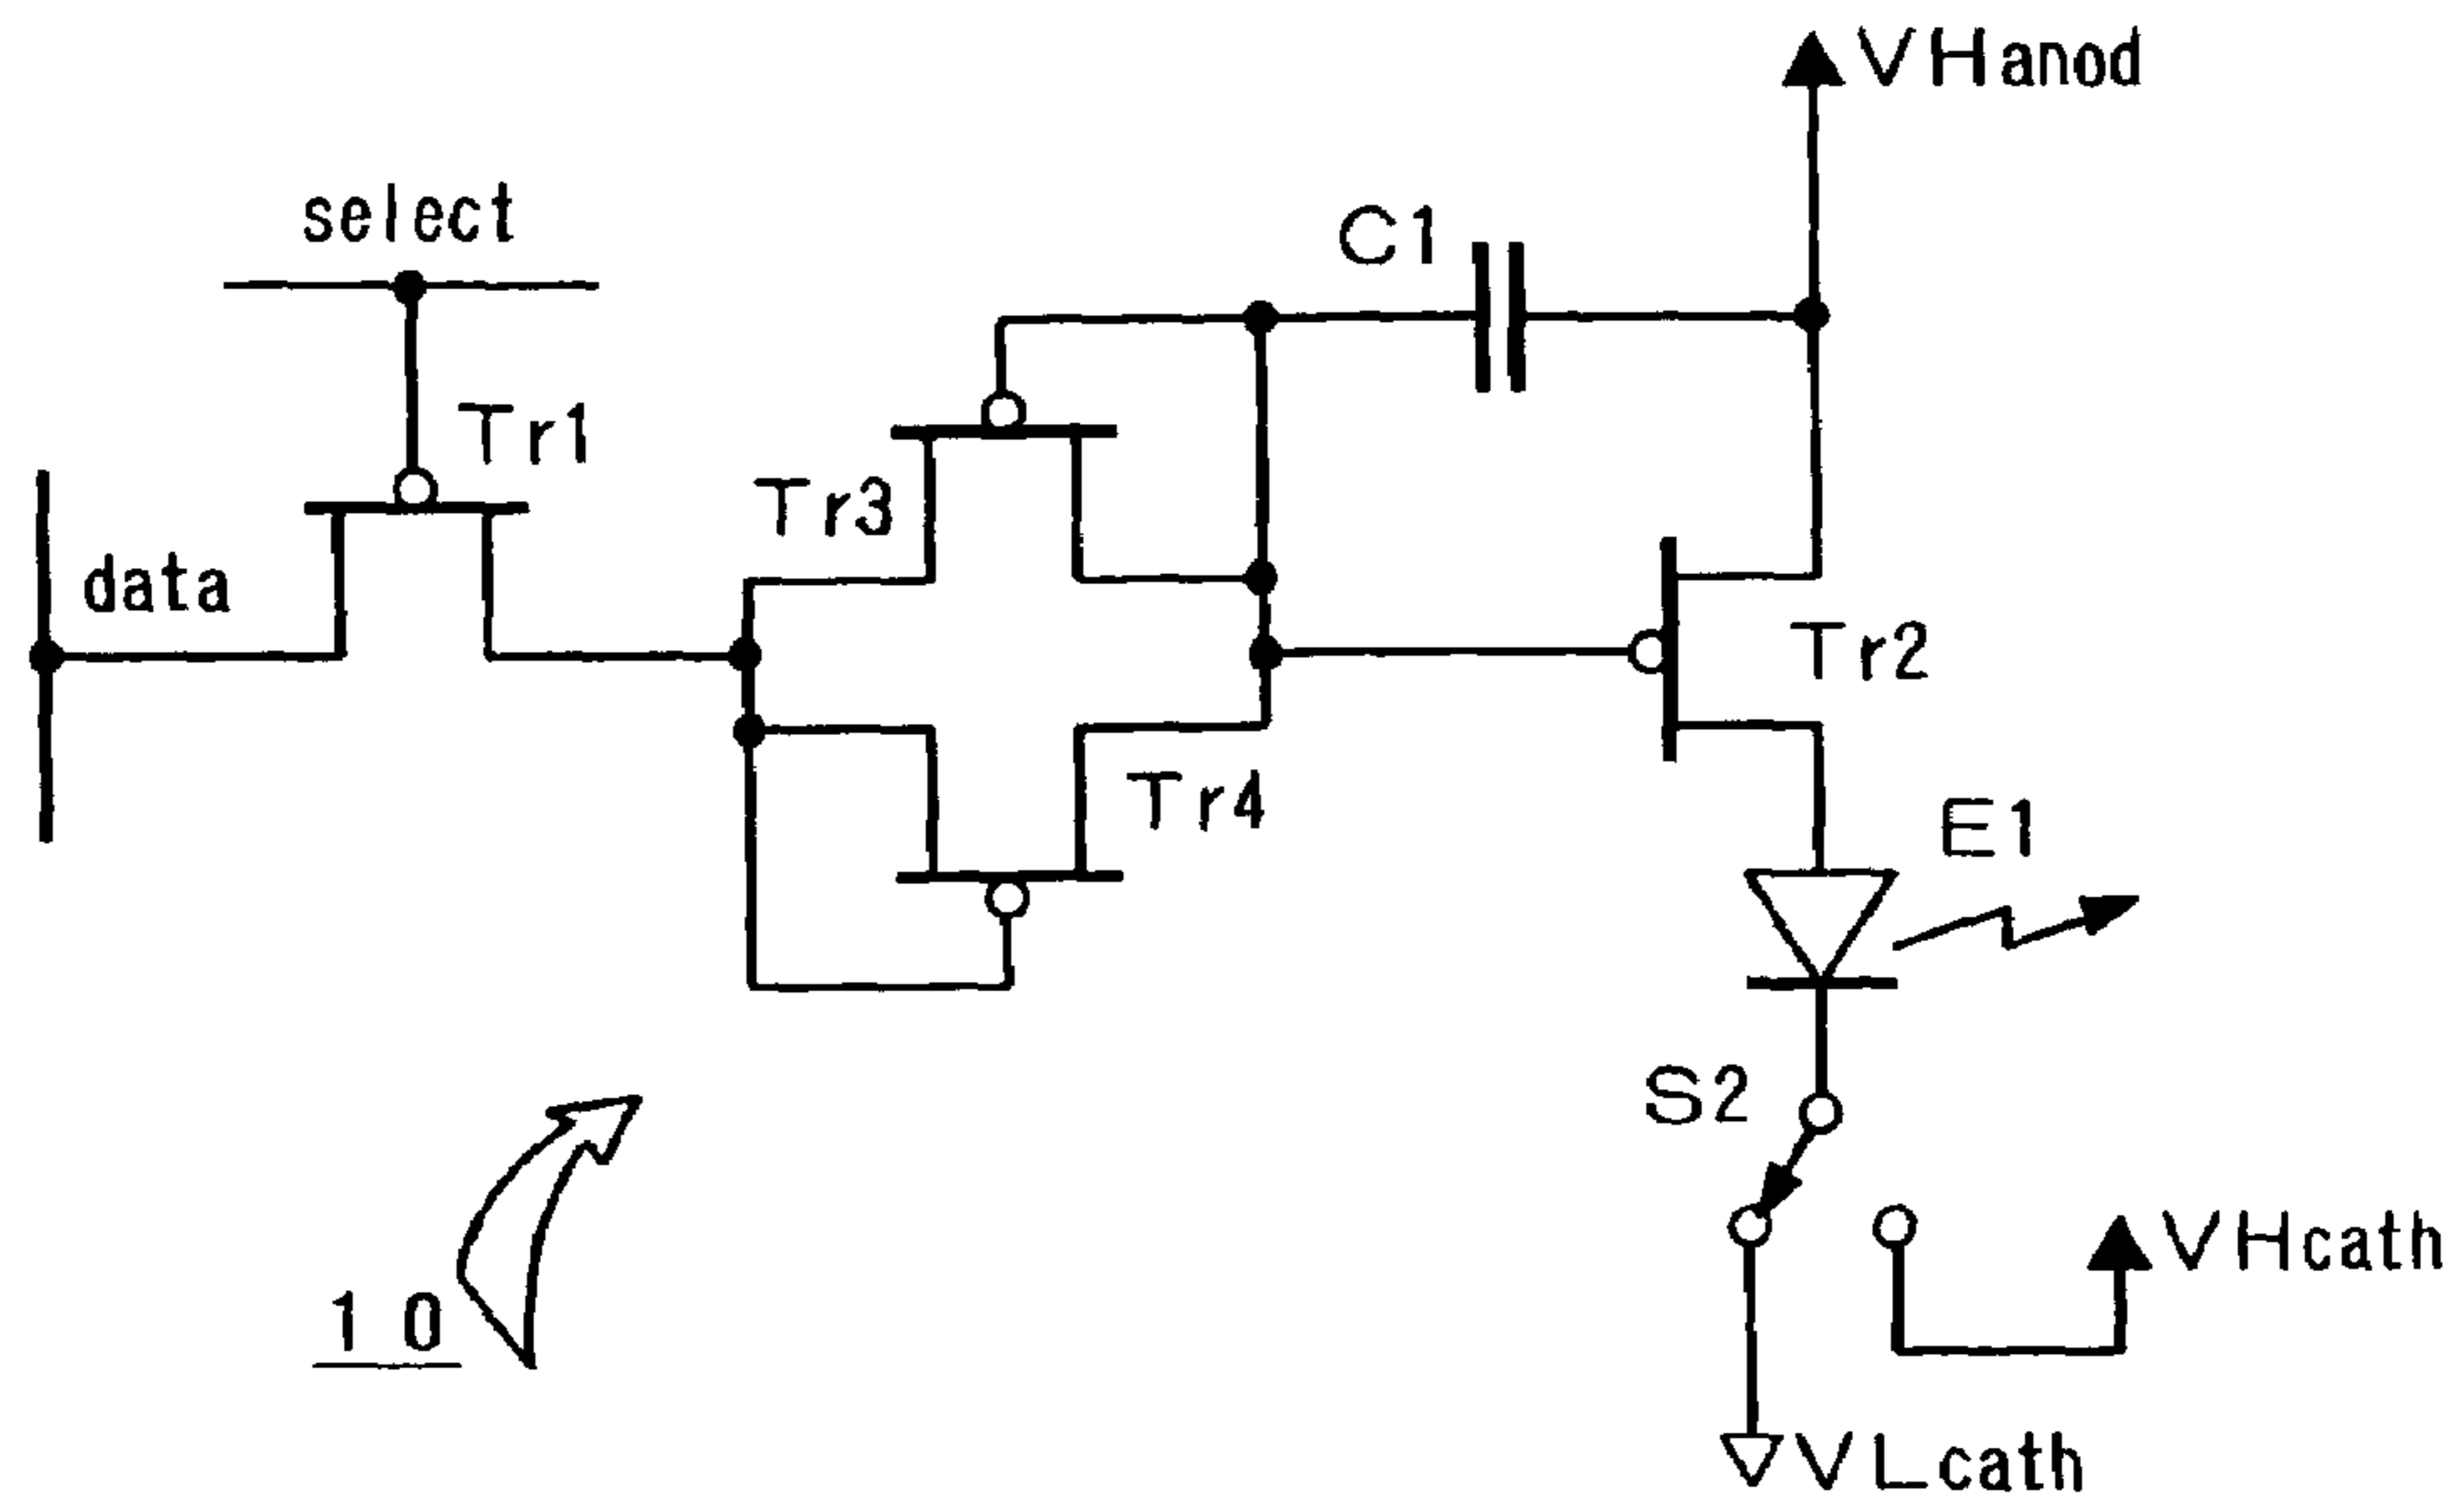 VHanod
select
C1
Tr1
Tr3
data
Tr2
Tr4
E1
S2
VHcath
10
VLcath